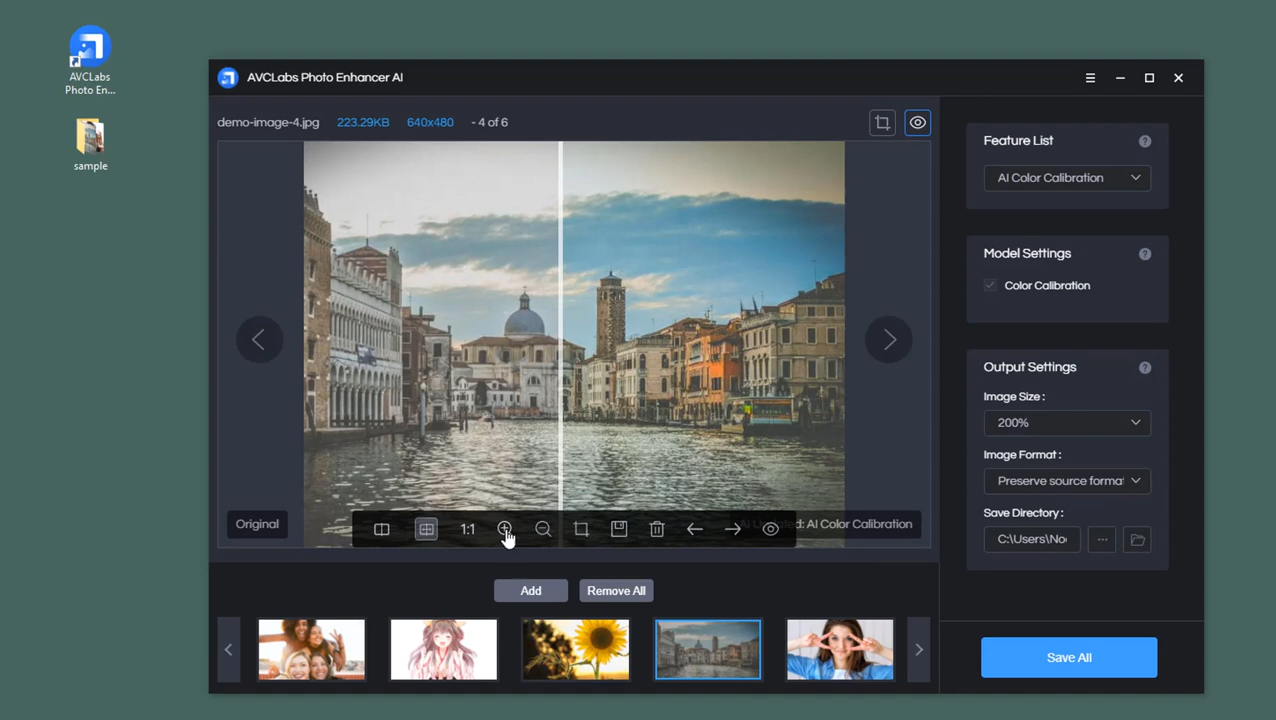 AVCLabs
Photo En...
sample
AVCLabs Photo Enhancer AI
demo-image-4.jpg 223.29KB 640x480 - 4 of 6
Original
1:1
d: AI Color Calibration
Add
Remove All
Feature List
AI Color Calibration
Model Settings
Color Calibration
Output Settings
Image Size :
200%
Image Format :
Preserve source format
Save Directory :
C:\Users\No
...
Save All